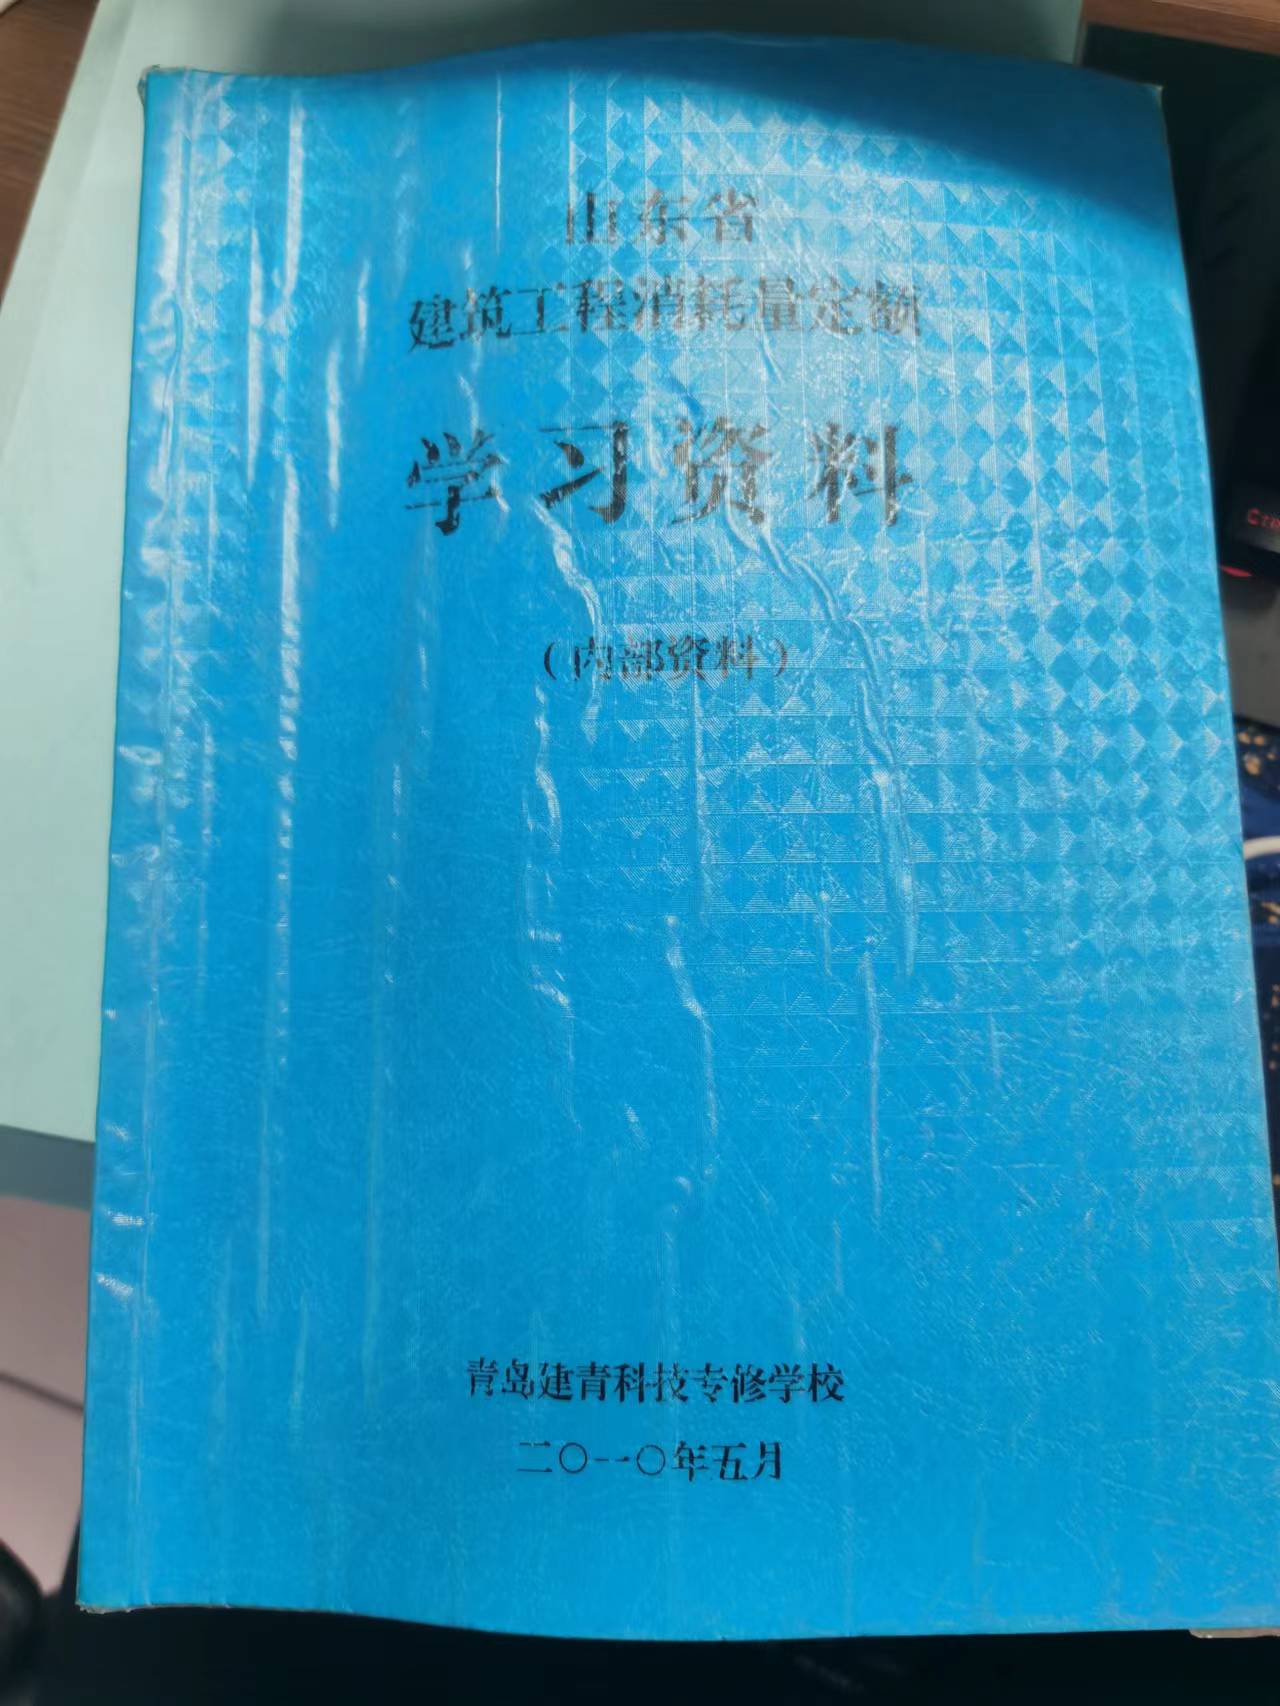 山东省
建筑工程消耗量定额
学习资料
（内部资料）
青岛建青科技专修学校
二〇一〇年五月